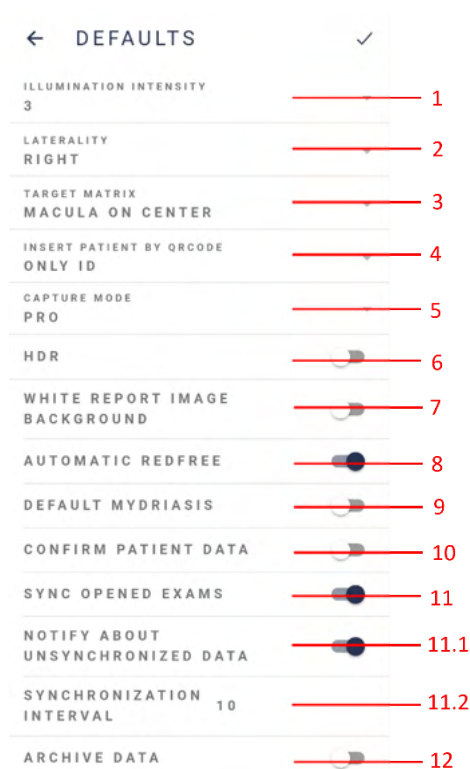 ← DEFAULTS ✓
ILLUMINATION INTENSITY
3
1
LATERALITY
RIGHT
2
TARGET MATRIX
MACULA ON CENTER
3
INSERT PATIENT BY QRCODE
ONLY ID
4
CAPTURE MODE
PRO
5
HDR
6
WHITE REPORT IMAGE
BACKGROUND
7
AUTOMATIC REDFREE
8
DEFAULT MYDRIASIS
9
CONFIRM PATIENT DATA
10
SYNC OPENED EXAMS
11
NOTIFY ABOUT
UNSYNCHRONIZED DATA
11.1
SYNCHRONIZATION
INTERVAL
10
11.2
ARCHIVE DATA
12